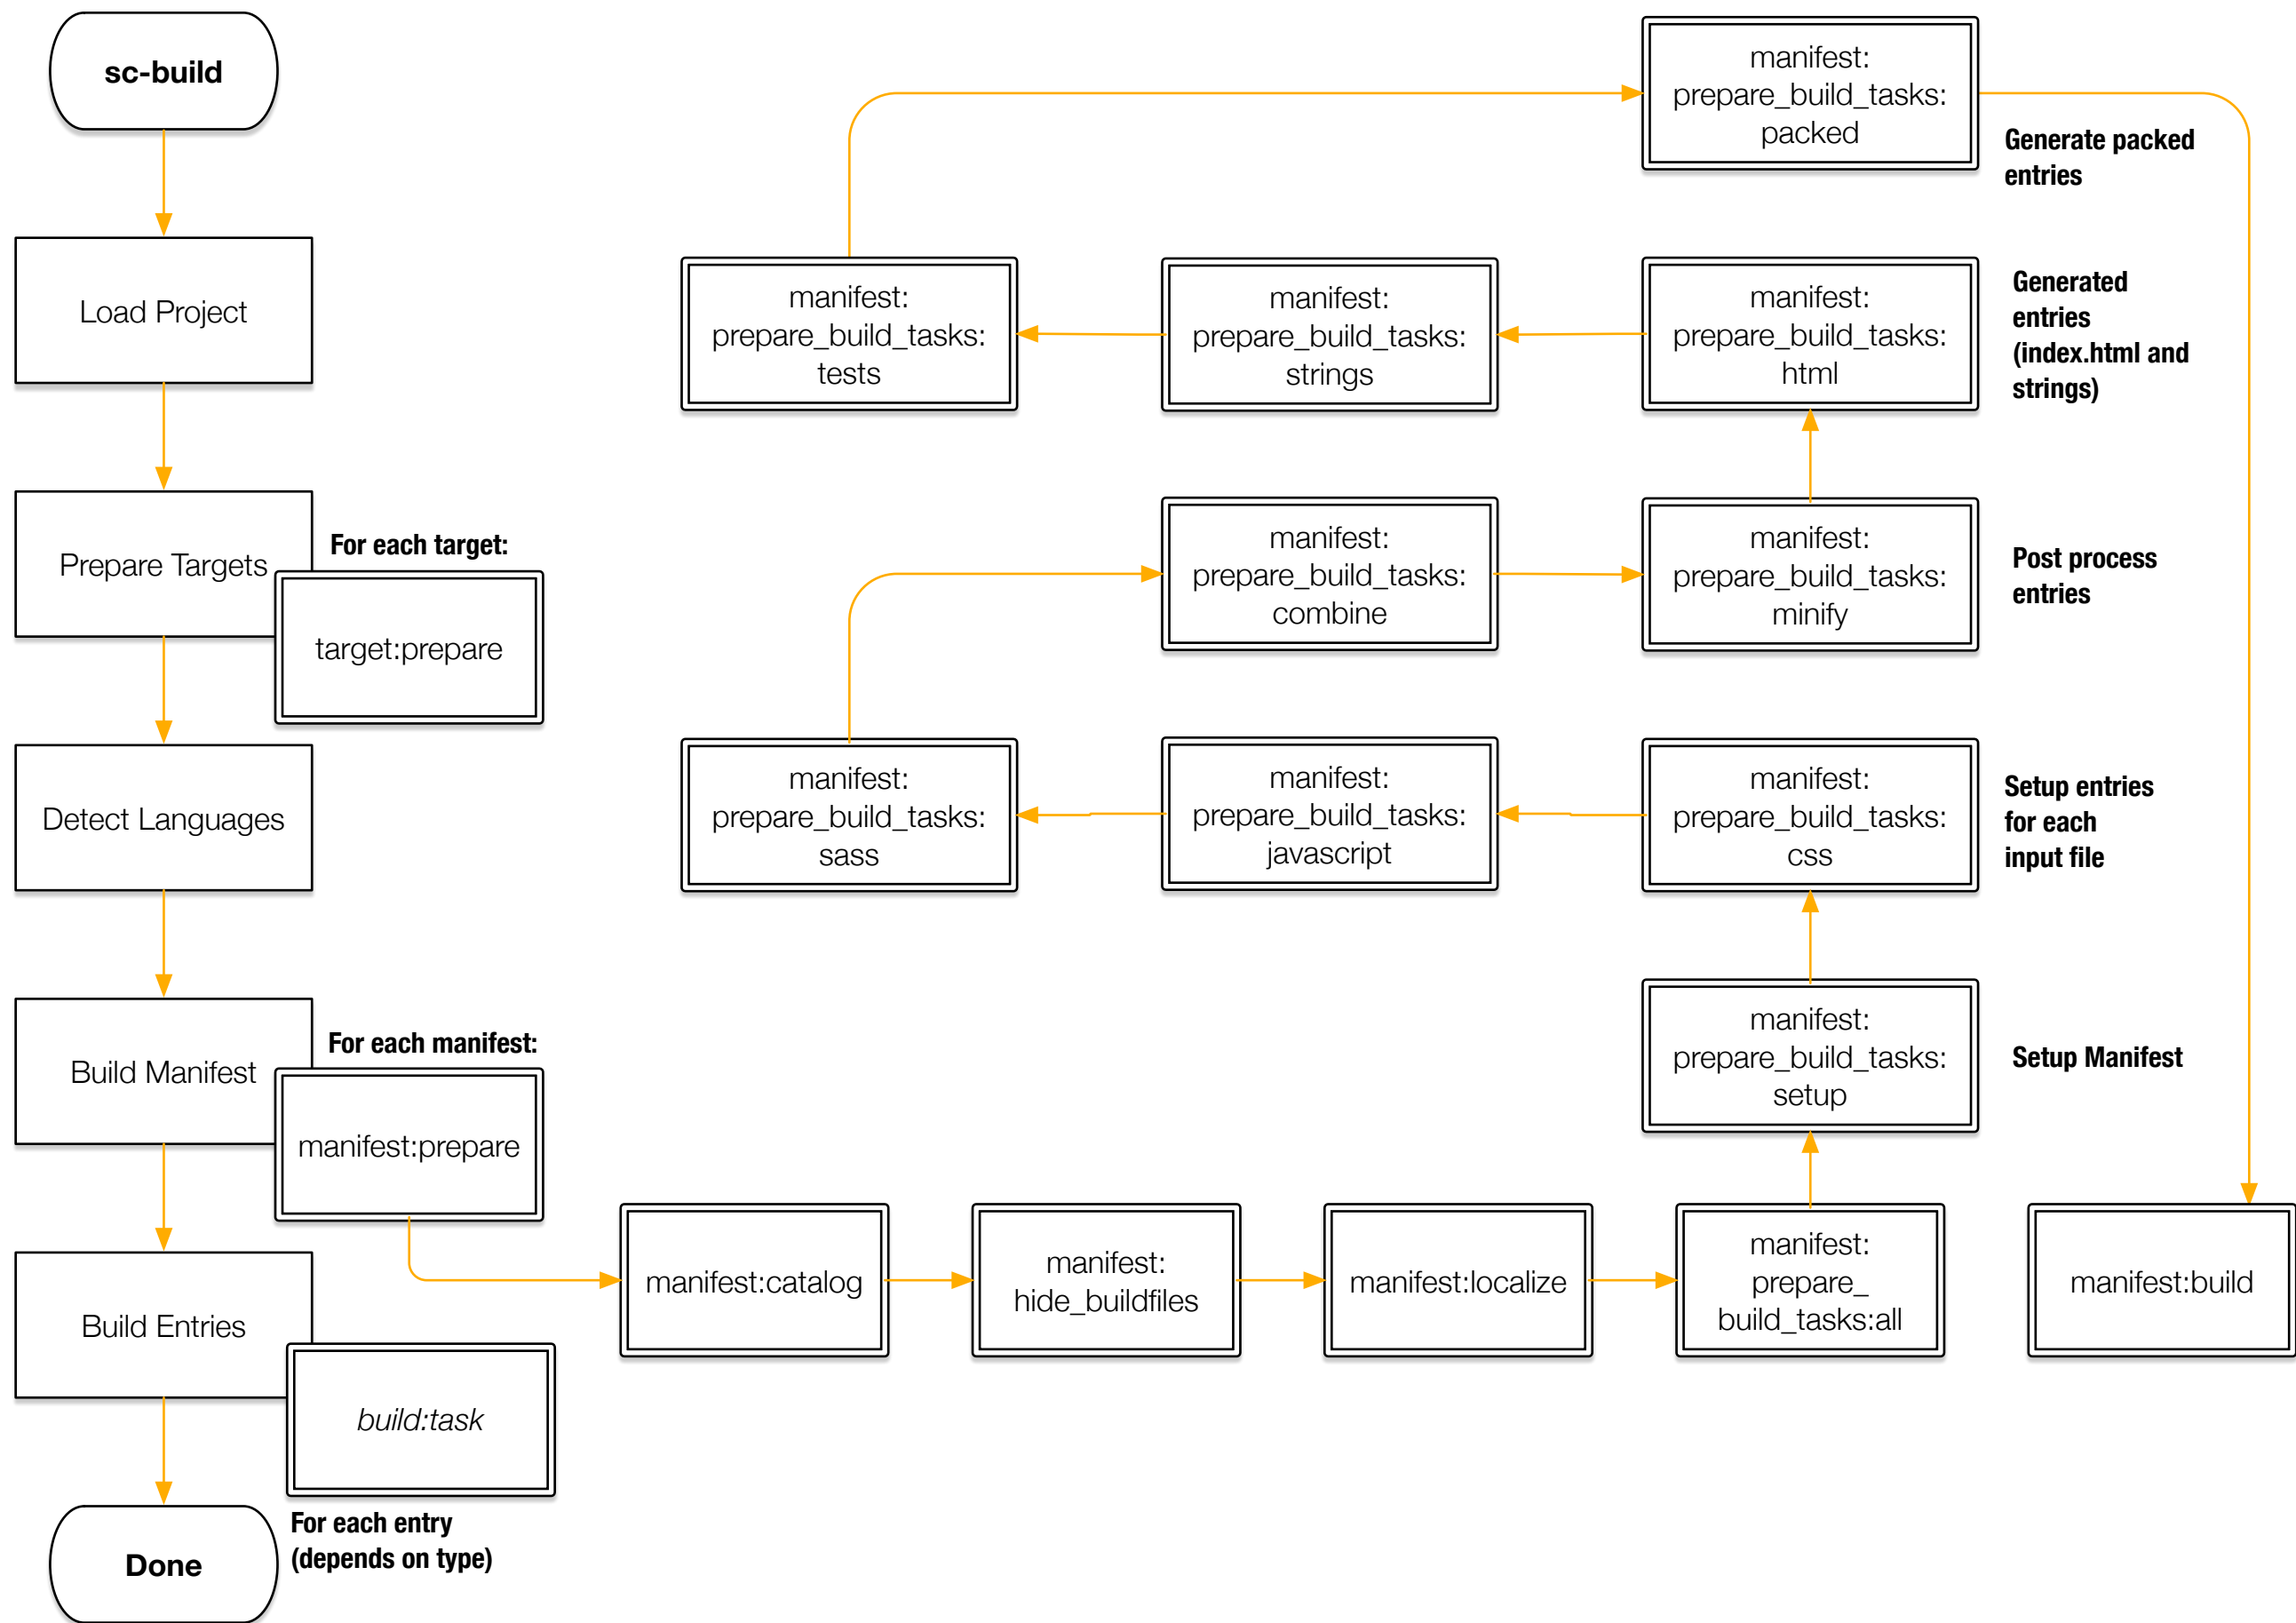 sc-build
Load Project
Prepare Targets
For each target:
target:prepare
Detect Languages
Build Manifest
For each manifest:
manifest:prepare
Build Entries
build:task
For each entry
(depends on type)
Done
manifest:catalog
manifest:
hide_buildfiles
manifest:localize
manifest:
prepare_
build_tasks:all
manifest:
prepare_build_tasks:
setup
Setup Manifest
manifest:
prepare_build_tasks:
css
Setup entries
for each
input file
manifest:
prepare_build_tasks:
javascript
manifest:
prepare_build_tasks:
sass
manifest:
prepare_build_tasks:
combine
manifest:
prepare_build_tasks:
minify
Post process
entries
manifest:
prepare_build_tasks:
html
Generated
entries
(index.html and
strings)
manifest:
prepare_build_tasks:
strings
manifest:
prepare_build_tasks:
tests
manifest:
prepare_build_tasks:
packed
Generate packed
entries
manifest:build